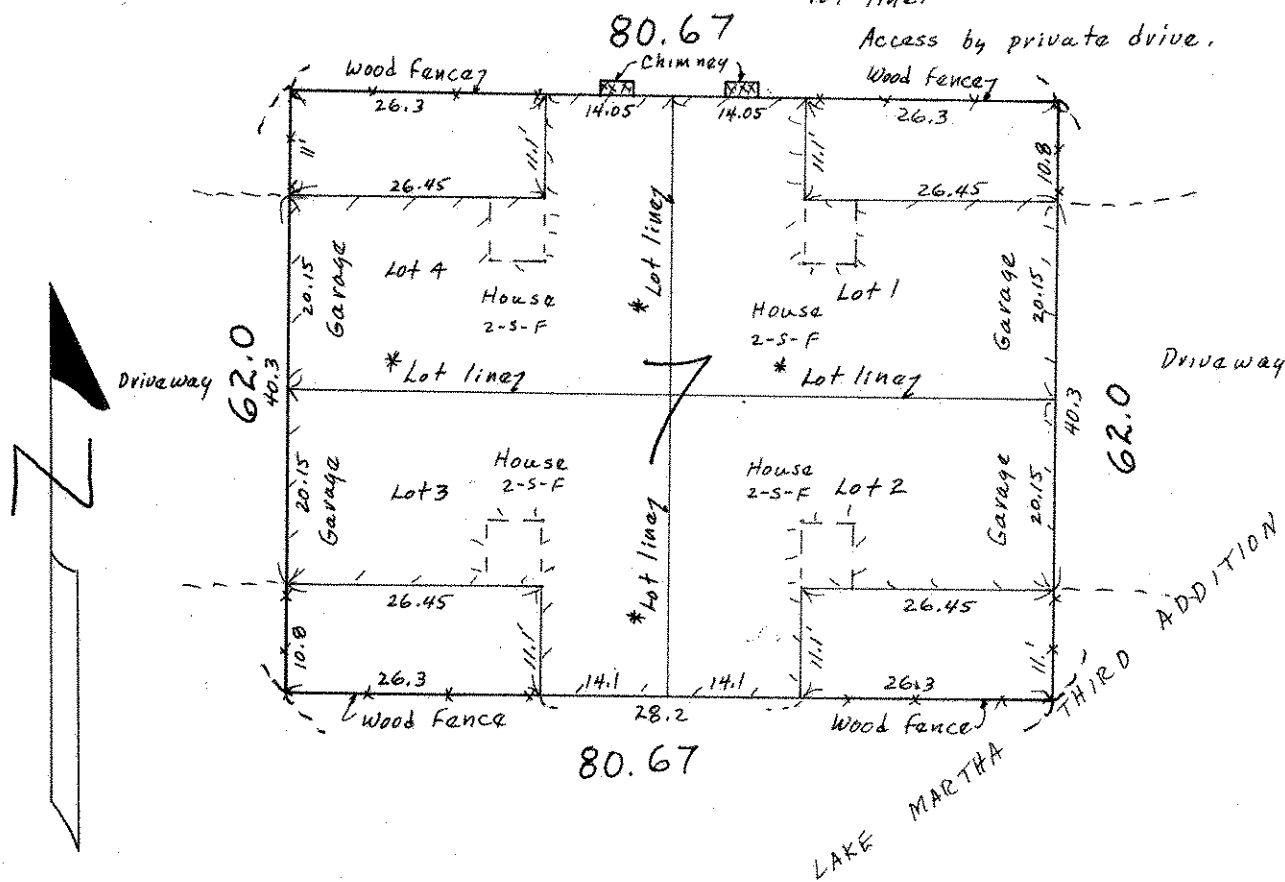 lot line.
80.67
Access by private drive.
Chimney
Wood Fence
Wood Fence
26.3
14.05
14.05
26.3
11'
11.1'
11.1'
10.8
26.45
26.45
Garage
20.15
Lot 4
House
2-S-F
* Lot line
House
2-S-F
Lot 1
Garage
20.15
Driveway
62.0
40.3
* Lot line
7
* Lot line
40.3
62.0
Driveway
N
Garage
20.15
Lot 3
House
2-S-F
* Lot line
House
2-S-F
Lot 2
Garage
20.15
26.45
26.45
10.8
11.1'
11.1'
11'
26.3
14.1
14.1
26.3
Wood Fence
28.2
Wood Fence
80.67
LAKE MARTHA THIRD ADDITION